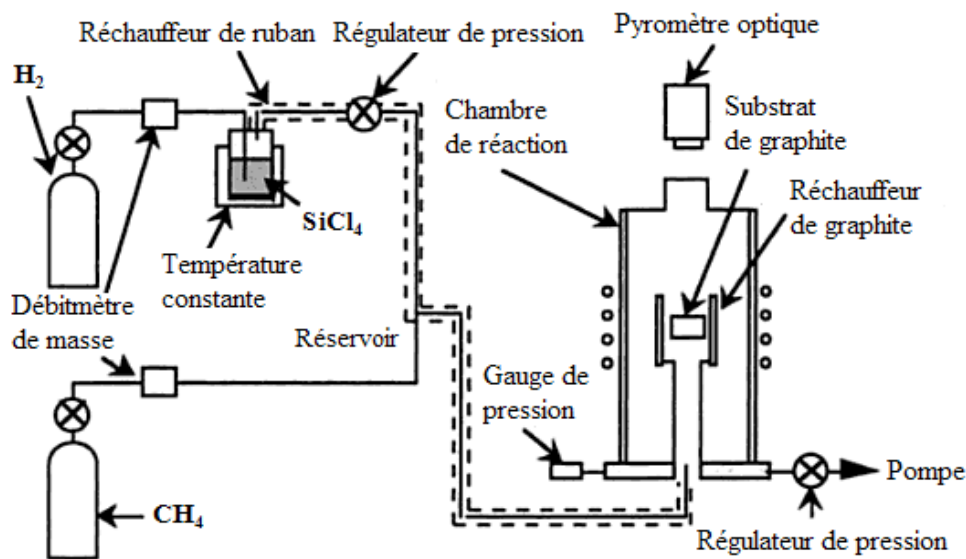 Réchauffeur de ruban
Régulateur de pression
Pyromètre optique
H₂
Chambre
de réaction
Substrat
de graphite
Réchauffeur
de graphite
SiCl₄
Température
constante
Débitmètre
de masse
Réservoir
Gauge de
pression
CH₄
Pompe
Régulateur de pression